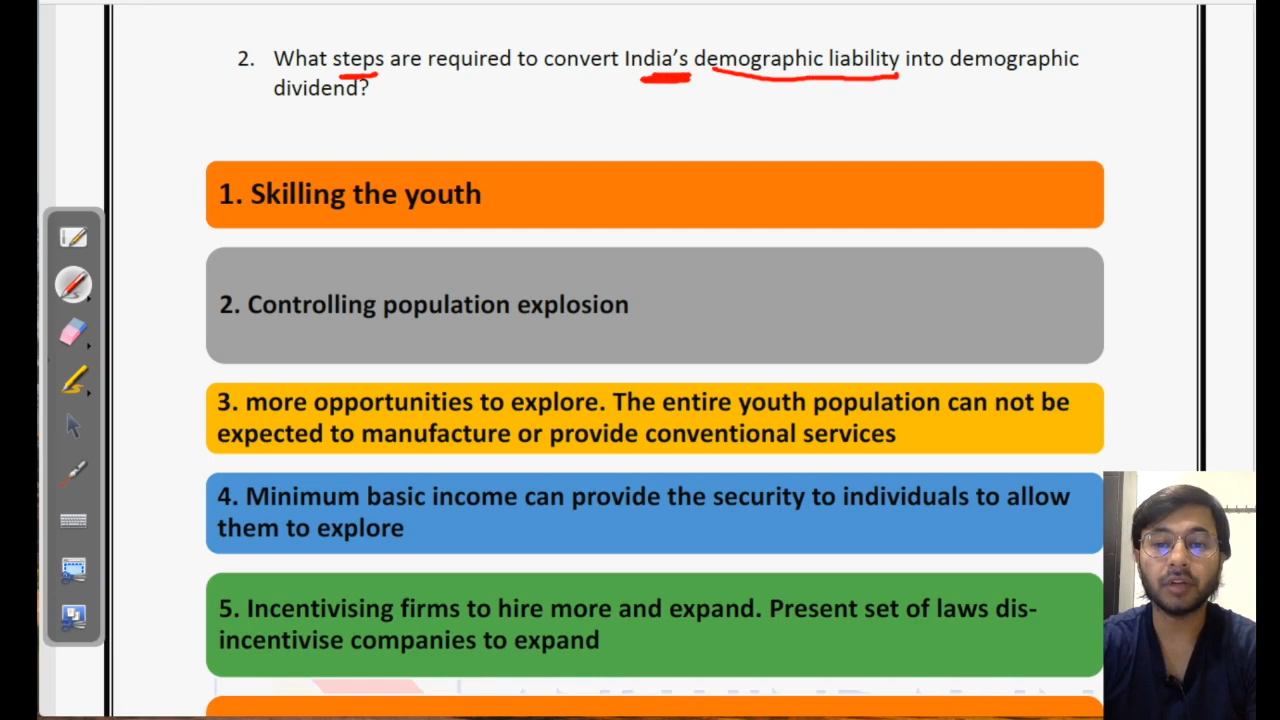 2. What steps are required to convert India's demographic liability into demographic
dividend?
1. Skilling the youth
2. Controlling population explosion
3. more opportunities to explore. The entire youth population can not be
expected to manufacture or provide conventional services
4. Minimum basic income can provide the security to individuals to allow
them to explore
5. Incentivising firms to hire more and expand. Present set of laws dis-
incentivise companies to expand